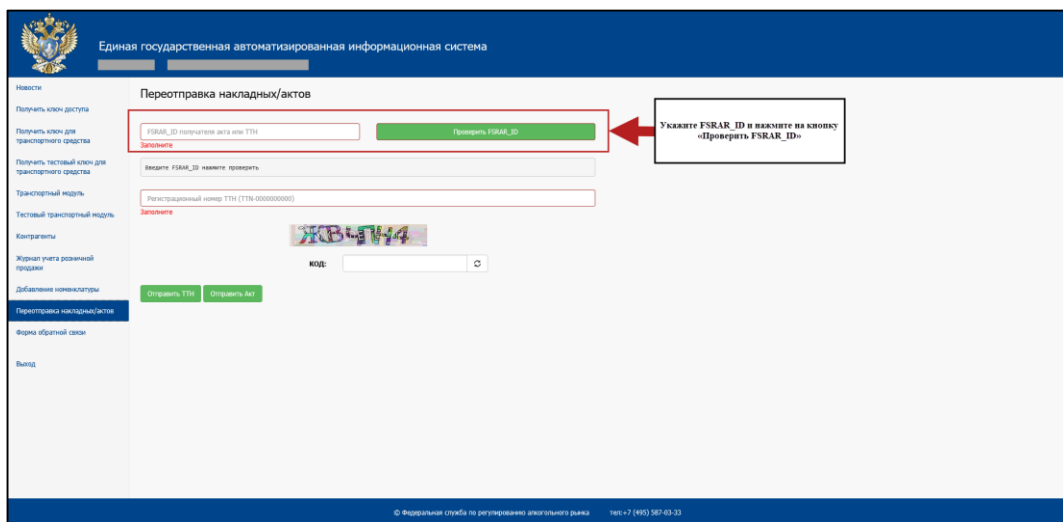 Единая государственная автоматизированная информационная система
Новости
Получить ключ доступа
Получить ключ для
транспортного средства
Получить тестовый ключ для
транспортного средства
Транспортный модуль
Тестовый транспортный модуль
Контрагенты
Журнал учета розничной
продажи
Добавление номенклатуры
Переотправка накладных/актов
Форма обратной связи
Выход
Переотправка накладных/актов
FSRAR_ID получателя акта или ТТН
Проверить FSRAR_ID
Заполните
Введите FSRAR_ID нажмите проверить
Регистрационный номер ТТН (TTN-0000000000)
Заполните
ЖВЧПН4
КОД:
Отправить ТТН
Отправить Акт
Укажите FSRAR_ID и нажмите на кнопку
«Проверить FSRAR_ID»
© Федеральная служба по регулированию алкогольного рынка тел:+7 (495) 587-03-33